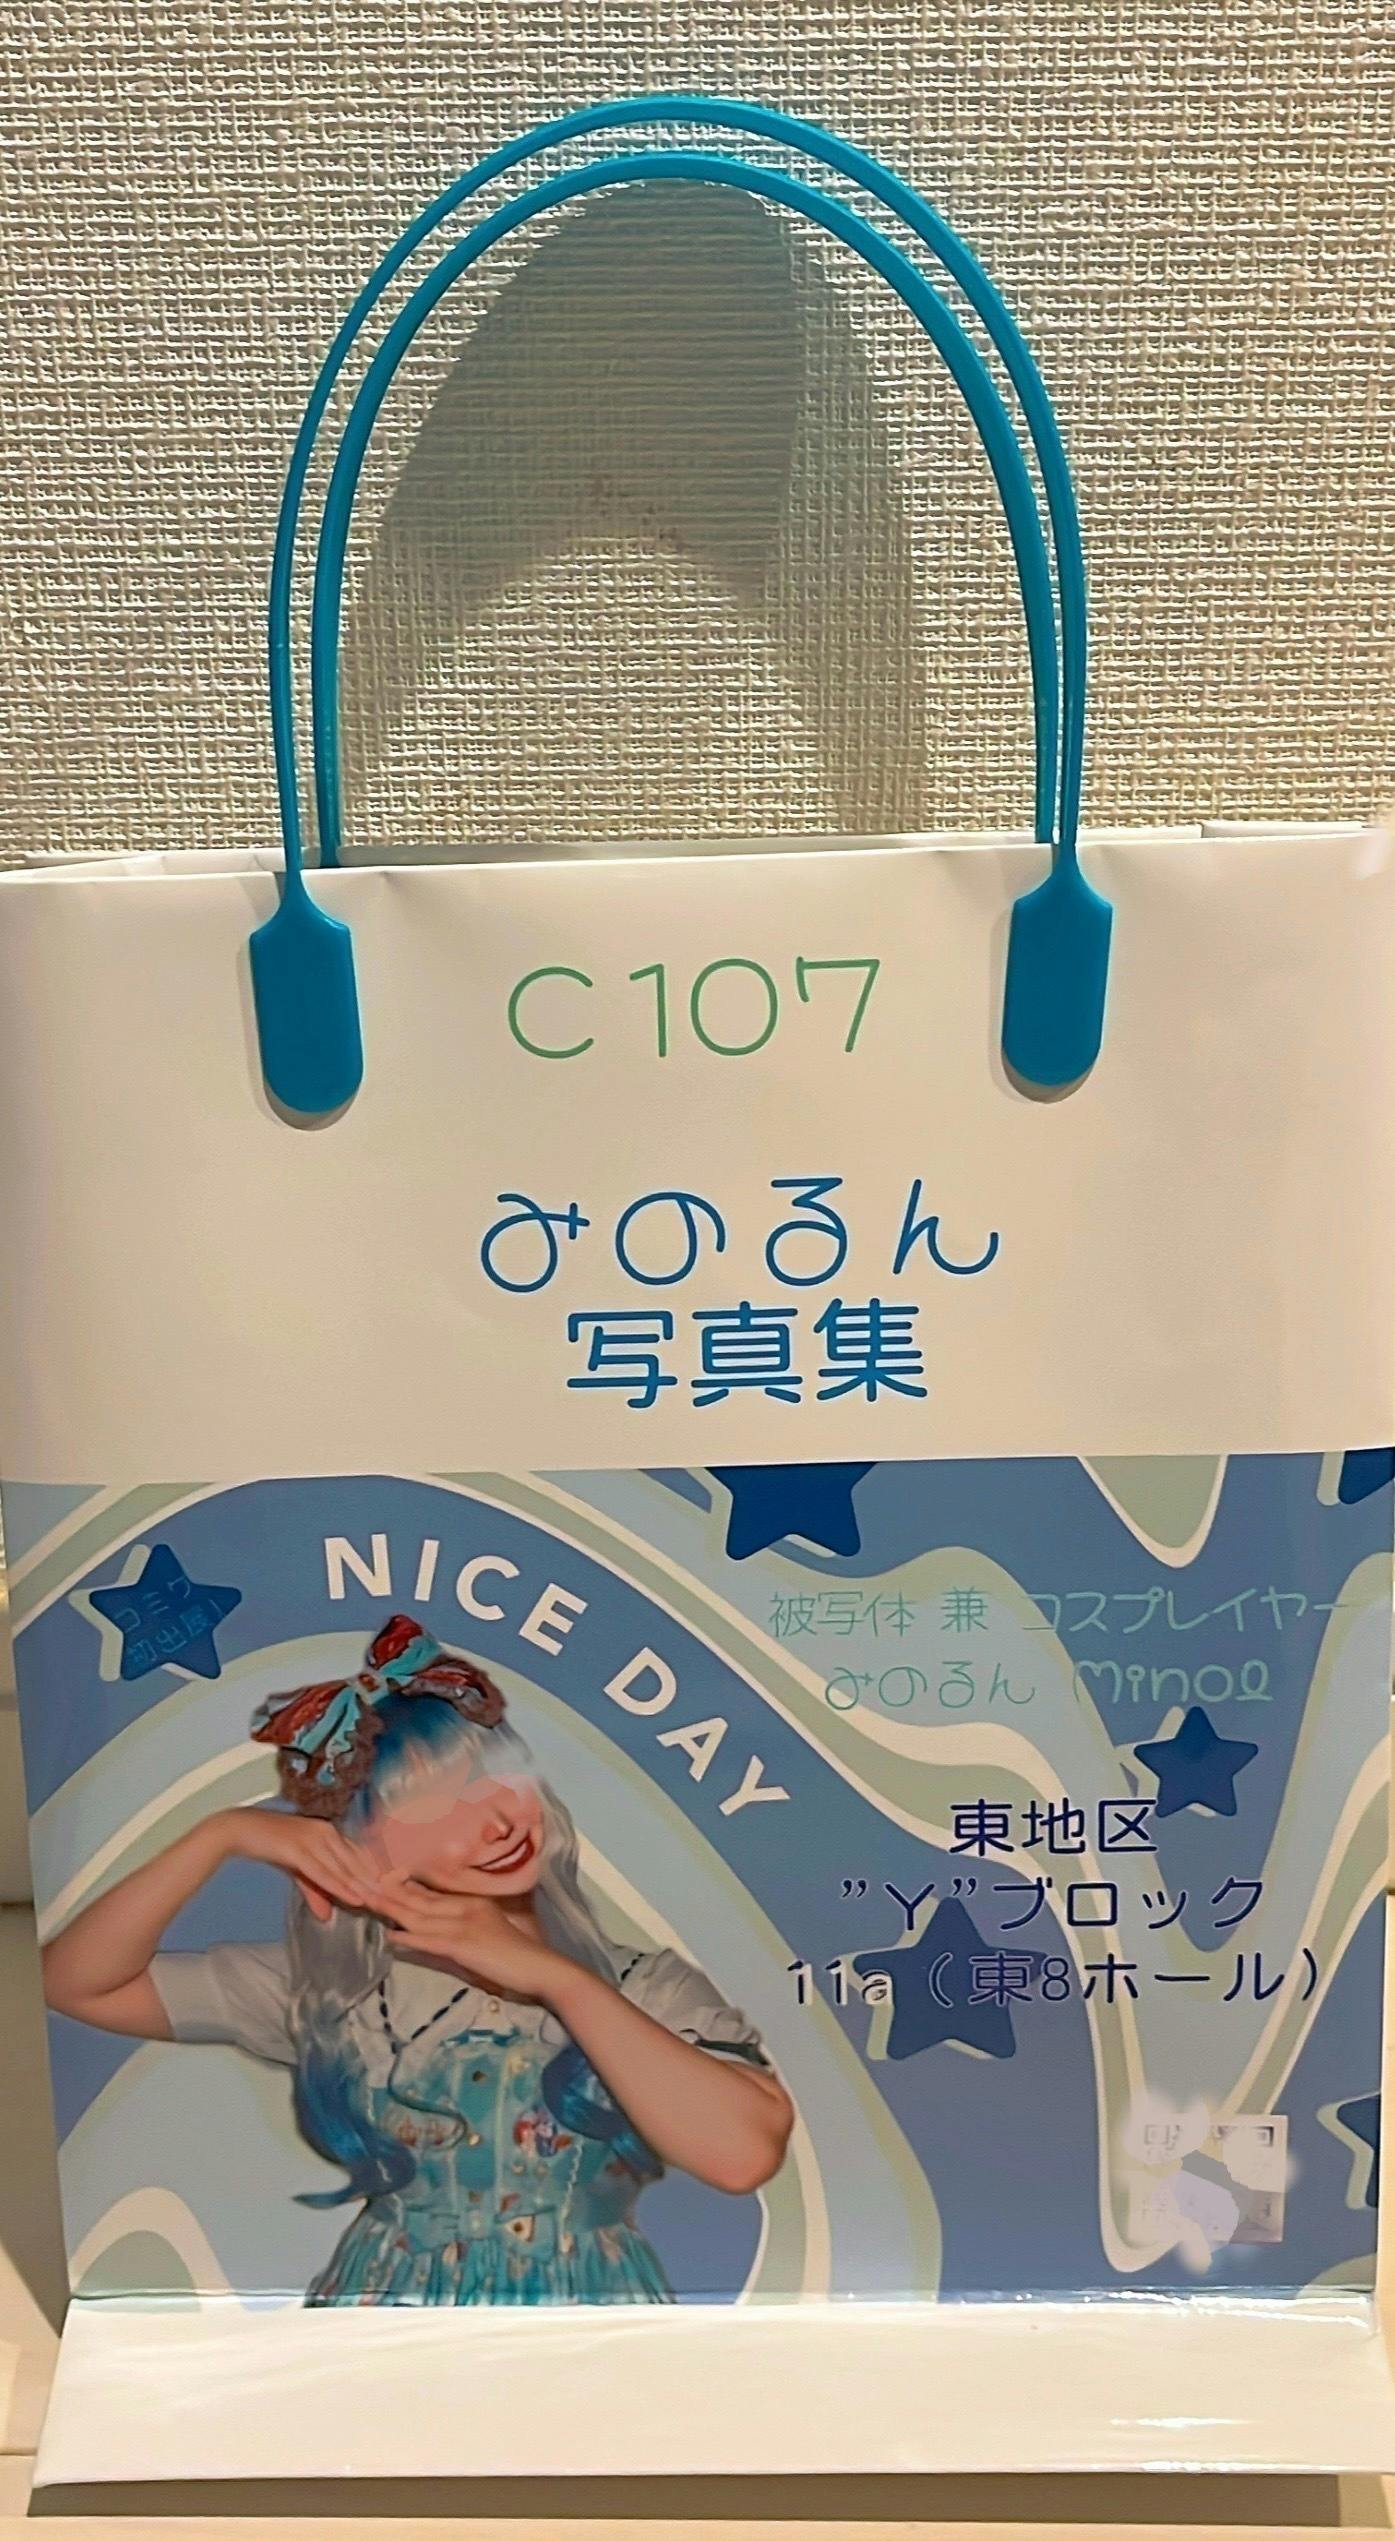 C107
みのるん
写真集
NICE DAY
コミケ
初出展!
被写体 兼 コスプレイヤー
みのるん
東地区
”Y”ブロック
11a（東8ホール）